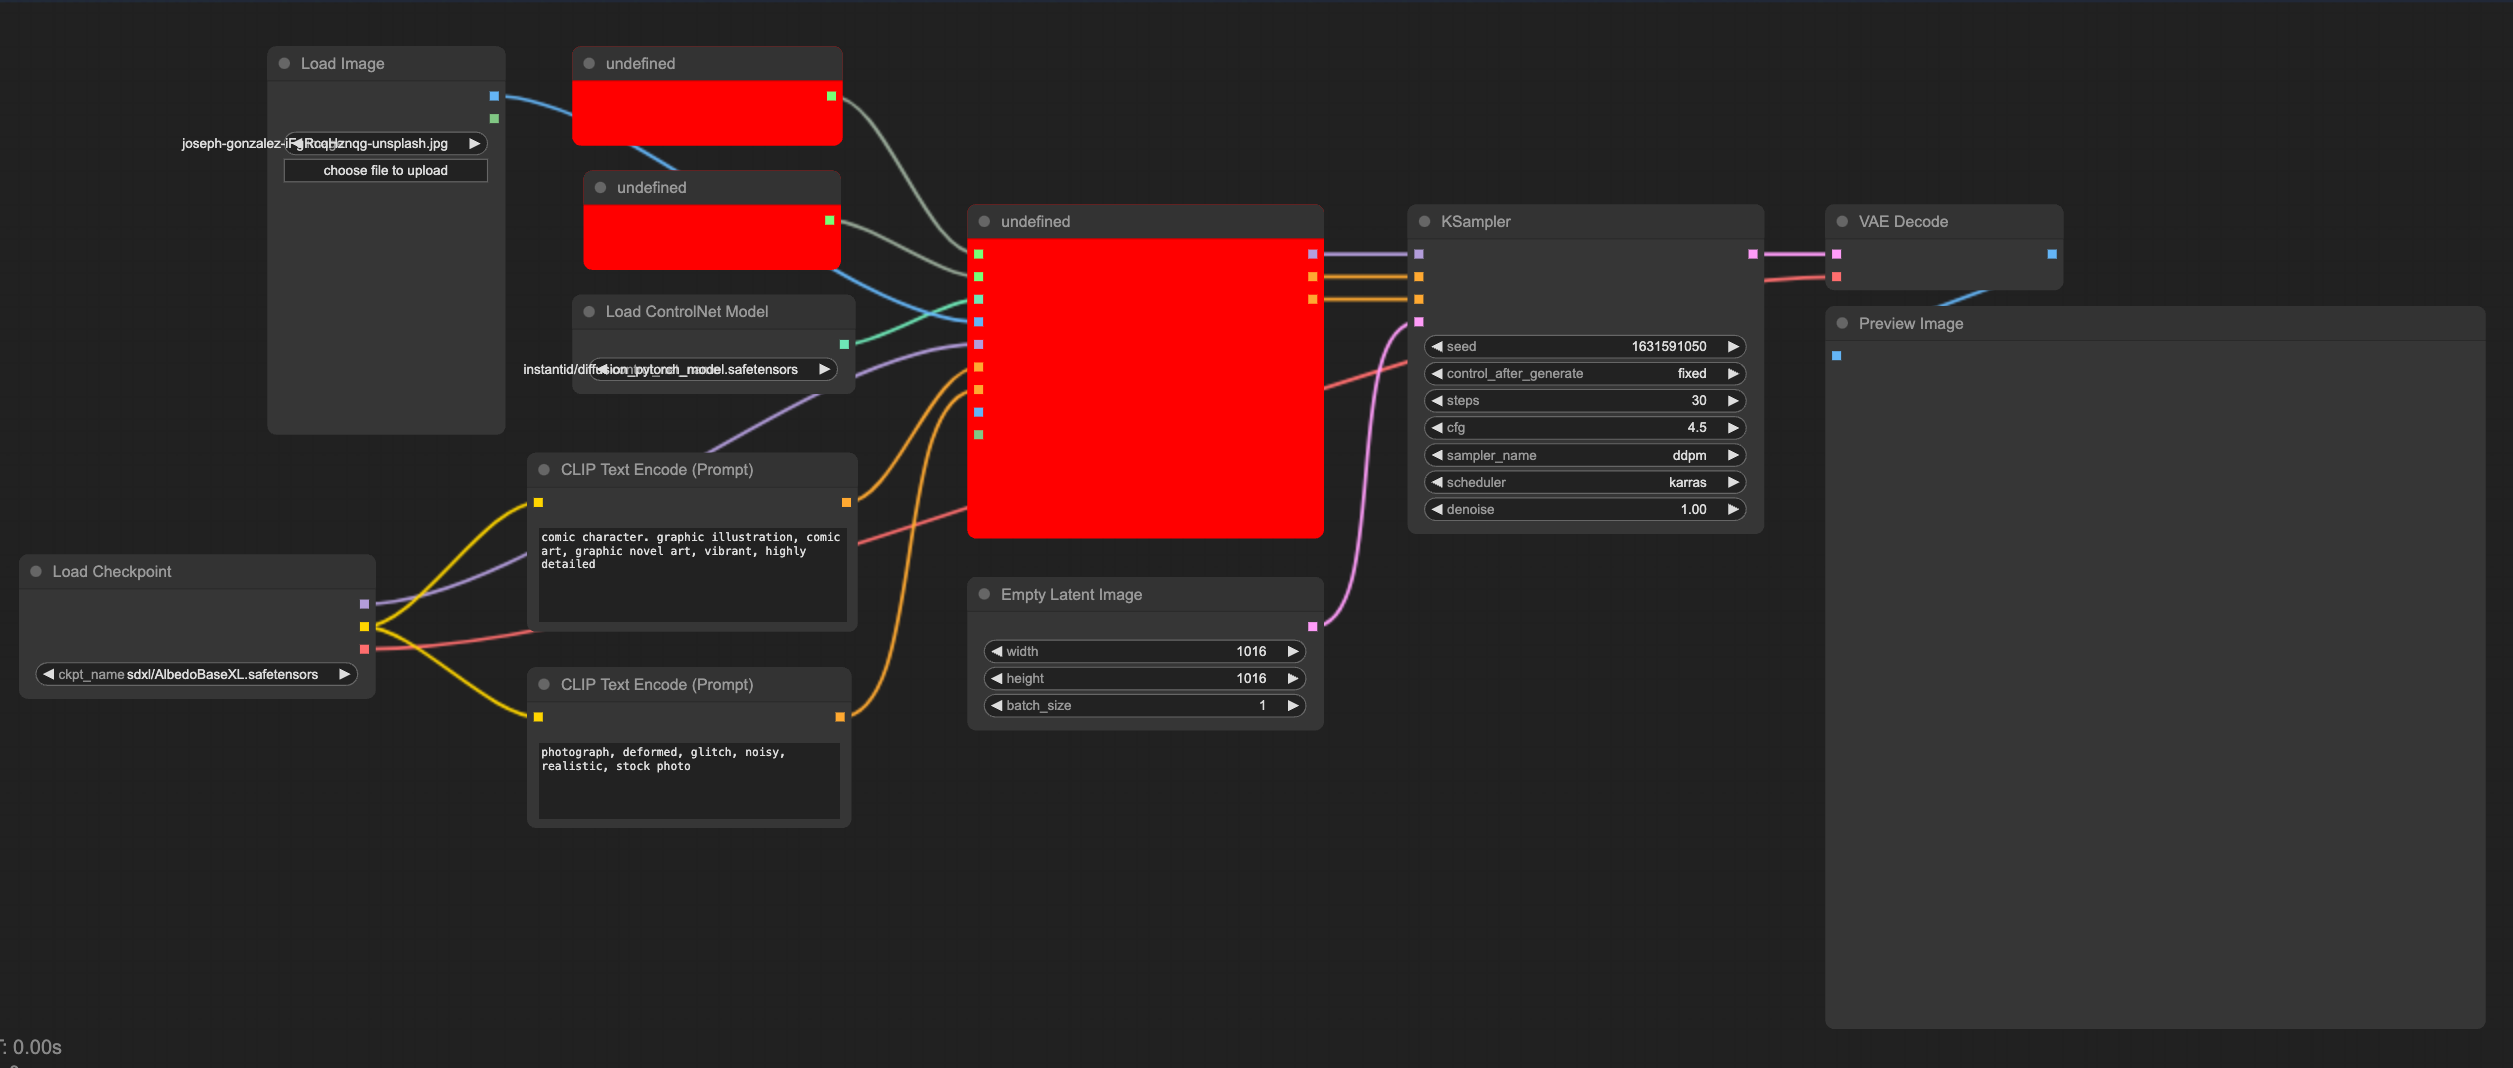 Load Image
joseph-gonzalez-iFgRcqHznqg-unsplash.jpg
choose file to upload
undefined
undefined
Load ControlNet Model
instantid/diffusion_pytorch_model.safetensors
CLIP Text Encode (Prompt)
comic character. graphic illustration, comic
art, graphic novel art, vibrant, highly
detailed
Load Checkpoint
ckpt_name sdxl/AlbedoBaseXL.safetensors
CLIP Text Encode (Prompt)
photograph, deformed, glitch, noisy,
realistic, stock photo
undefined
Empty Latent Image
width 1016
height 1016
batch_size 1
KSampler
seed 1631591050
control_after_generate fixed
steps 30
cfg 4.5
sampler_name ddpm
scheduler karras
denoise 1.00
VAE Decode
Preview Image
T: 0.00s